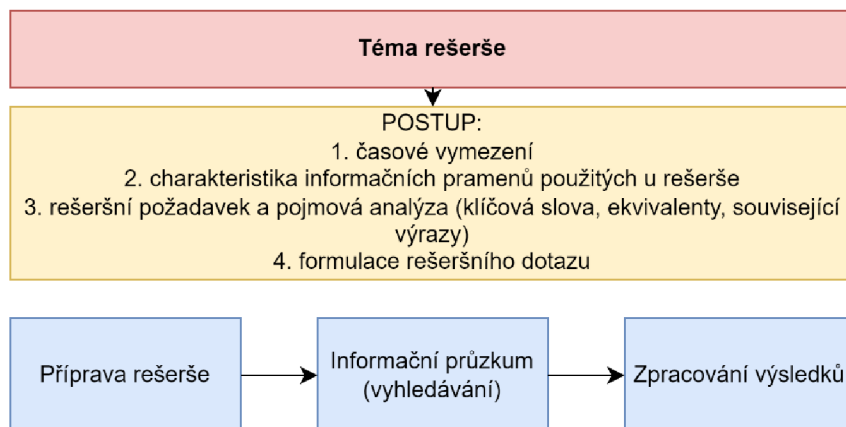 Téma rešerše
POSTUP:
1. časové vymezení
2. charakteristika informačních pramenů použitých u rešerše
3. rešeršní požadavek a pojmová analýza (klíčová slova, ekvivalenty, související
výrazy)
4. formulace rešeršního dotazu
Příprava rešerše
Informační průzkum
(vyhledávání)
Zpracování výsledků